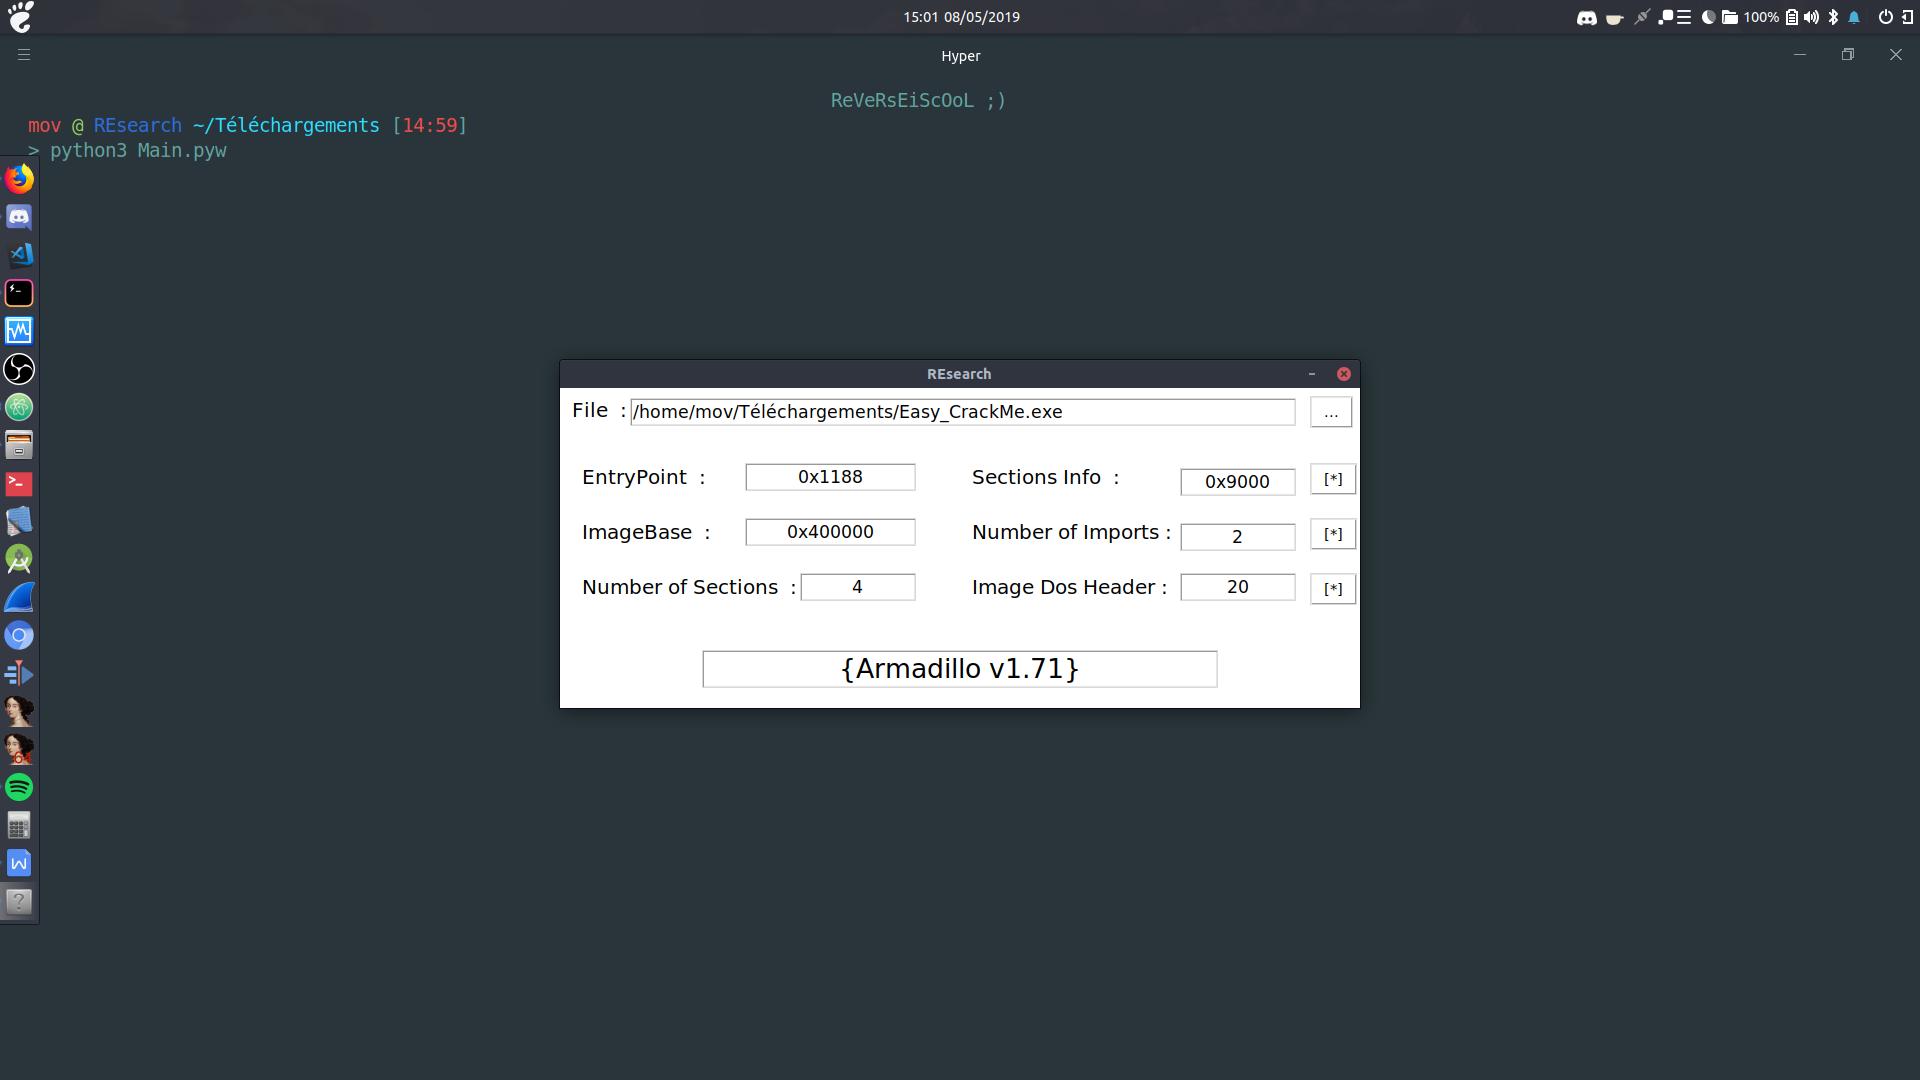 15:01 08/05/2019
100%
Hyper
ReVeRsEiScOoL ;)
mov @ REsearch ~/Téléchargements [14:59]
> python3 Main.pyw
REsearch
File : /home/mov/Téléchargements/Easy_CrackMe.exe ...
EntryPoint : 0x1188 Sections Info : 0x9000 [*]
ImageBase : 0x400000 Number of Imports : 2 [*]
Number of Sections : 4 Image Dos Header : 20 [*]
{Armadillo v1.71}